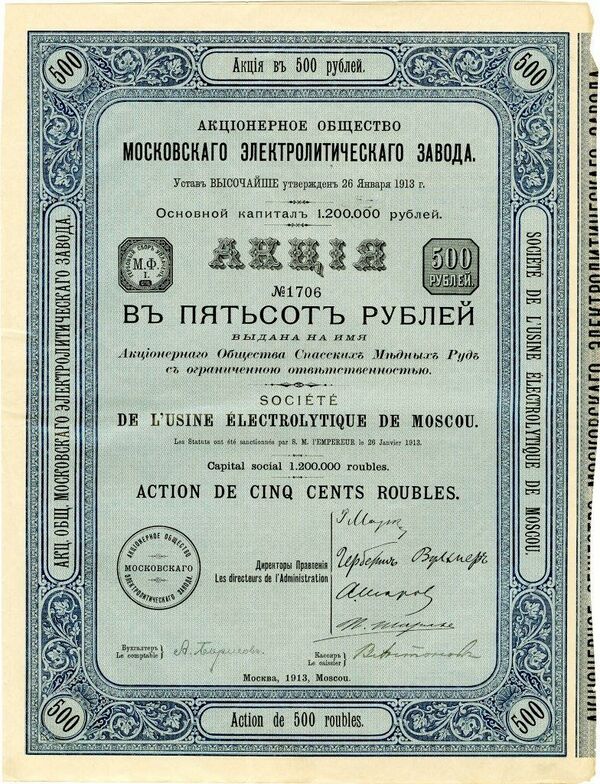 500
Акція въ 500 рублей.
500
АКЦІОНЕРНОЕ ОБЩЕСТВО
МОСКОВСКАГО ЭЛЕКТРОЛИТИЧЕСКАГО ЗАВОДА.
Уставъ ВЫСОЧАЙШЕ утвержденъ 26 Января 1913 г.
Основной капиталъ 1.200.000 рублей.
М.Ф.
1.
АКЦІЯ
500
РУБЛЕЙ.
№1706
ВЪ ПЯТЬСОТЪ РУБЛЕЙ
ВЫДАНА НА ИМЯ
Акціонернаго Общества Спасскихъ Мѣдныхъ Рудъ
съ ограниченною отвѣтственностью.
SOCIÉTÉ
DE L'USINE ÉLECTROLYTIQUE DE MOSCOU.
Les Statuts ont été sanctionnés par S. M. l'EMPEREUR le 26 Janvier 1913.
Capital social 1.200.000 roubles.
ACTION DE CINQ CENTS ROUBLES.
АКЦІОНЕРНОЕ ОБЩЕСТВО
МОСКОВСКАГО
ЭЛЕКТРОЛИТИЧЕСКАГО ЗАВОДА.
Директоры Правленія
Les directeurs de l'Administration
Бухгалтеръ
Le comptable
Кассиръ
Le caissier
Москва, 1913, Moscou.
500
Action de 500 roubles.
500
АКЦ. ОБЩ. МОСКОВСКАГО ЭЛЕКТРОЛИТИЧЕСКАГО ЗАВОДА.
SOCIÉTÉ DE L'USINE ÉLECTROLYTIQUE DE MOSCOU.